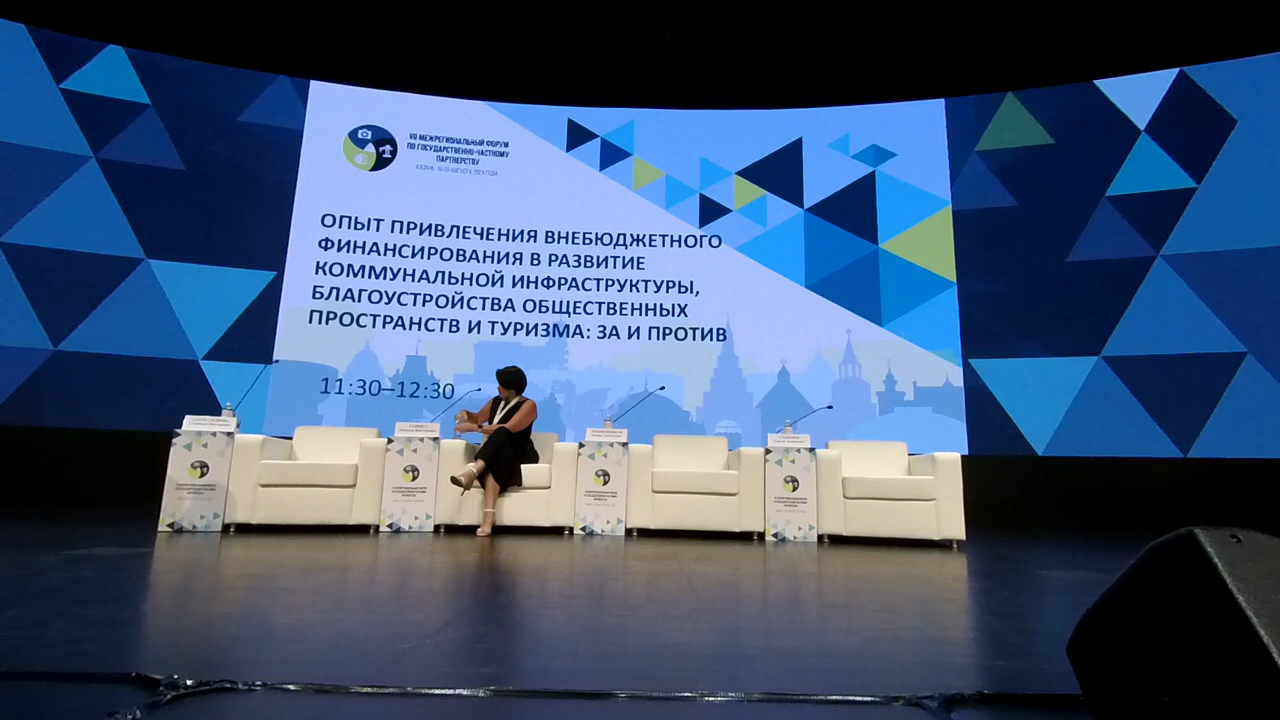 VII МЕЖРЕГИОНАЛЬНЫЙ ФОРУМ
ПО ГОСУДАРСТВЕННО-ЧАСТНОМУ
ПАРТНЕРСТВУ
ОПЫТ ПРИВЛЕЧЕНИЯ ВНЕБЮДЖЕТНОГО
ФИНАНСИРОВАНИЯ В РАЗВИТИЕ
КОММУНАЛЬНОЙ ИНФРАСТРУКТУРЫ,
БЛАГОУСТРОЙСТВА ОБЩЕСТВЕННЫХ
ПРОСТРАНСТВ И ТУРИЗМА: ЗА И ПРОТИВ
11:30–12:30